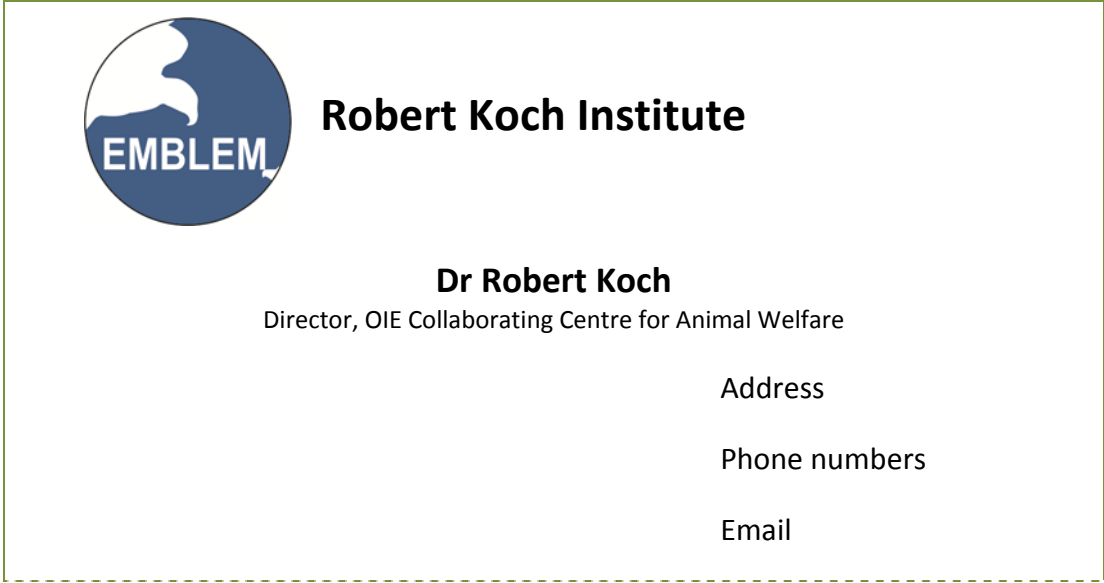 EMBLEM
Robert Koch Institute
Dr Robert Koch
Director, OIE Collaborating Centre for Animal Welfare
Address
Phone numbers
Email